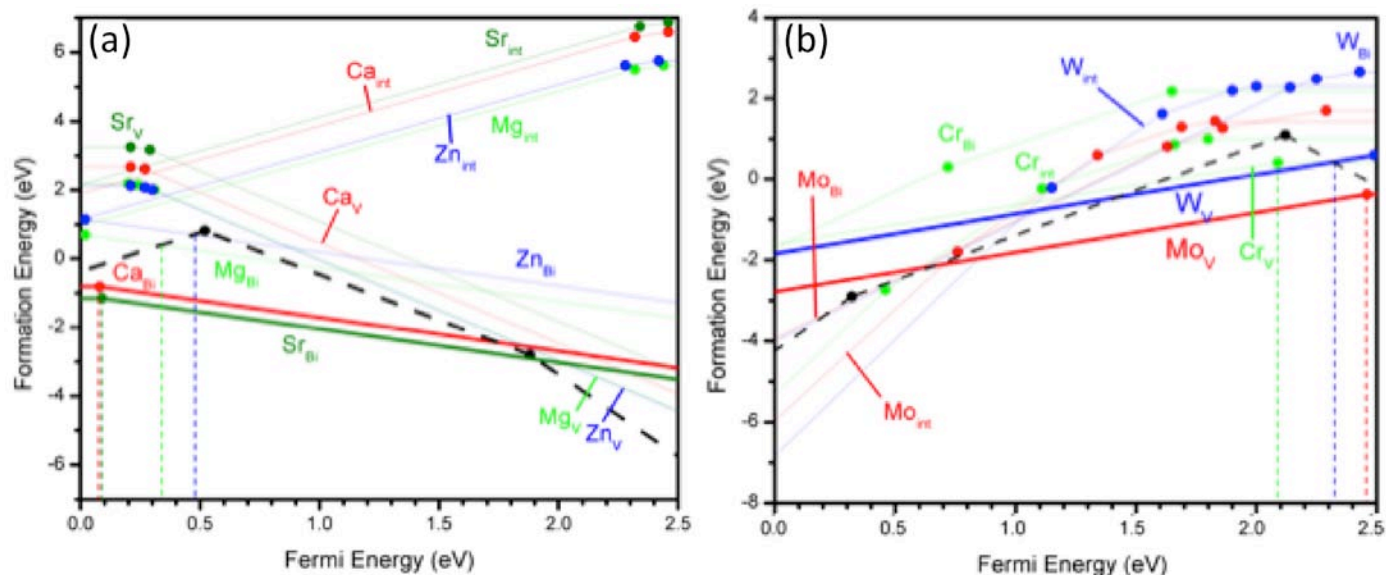 (a)
6
4
2
0
-2
-4
-6
Formation Energy (eV)
0.0 0.5 1.0 1.5 2.0 2.5
Fermi Energy (eV)
Sr_int
Ca_int
Sr_V
Mg_int
Zn_int
Ca_V
Zn_Bi
Ca_Bi
Mg_Bi
Sr_Bi
Mg_V
Zn_V
(b)
4
2
0
-2
-4
-6
-8
Formation Energy (eV)
0.0 0.5 1.0 1.5 2.0 2.5
Fermi Energy (eV)
W_Bi
W_int
Cr_Bi
Cr_int
Mo_Bi
W_V
Mo_V
Cr_V
Mo_int